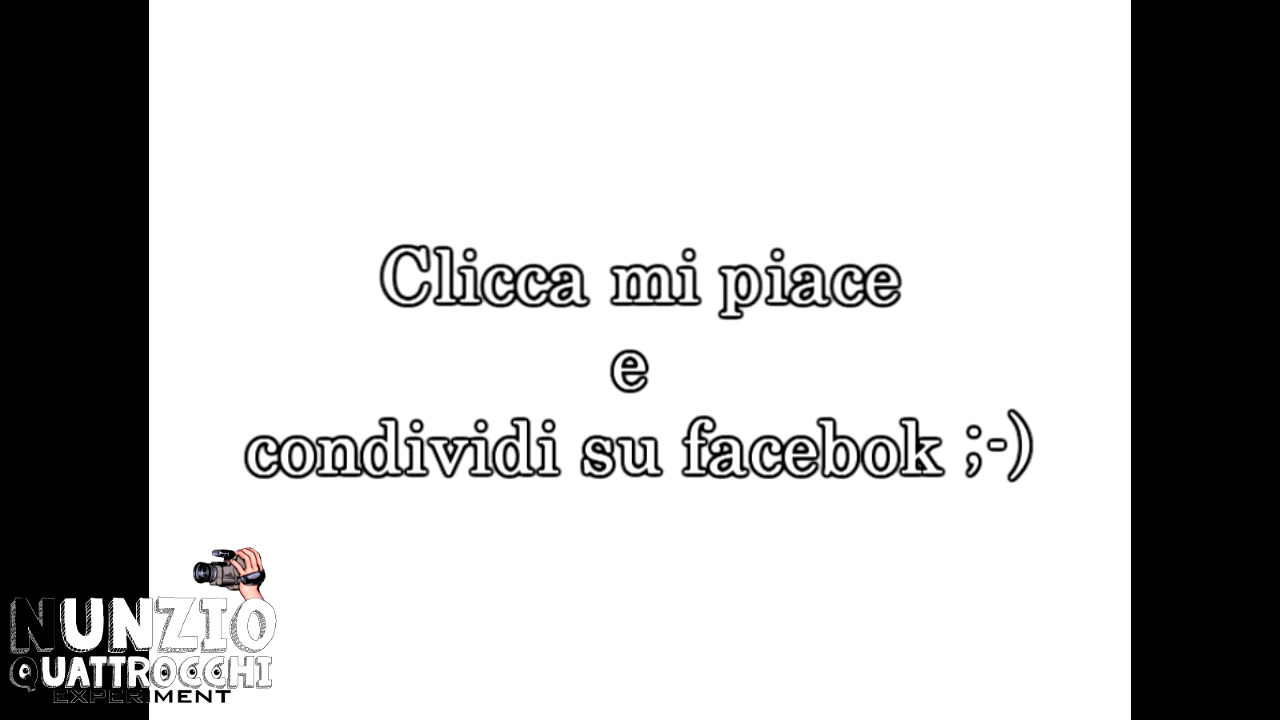 Clicca mi piace
e
condividi su facebok ;-)
NUNZIO
QUATTROCCHI
EXPERIMENT